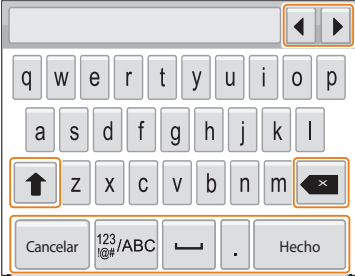 q w e r t y u i o p
a s d f g h j k l
z x c v b n m
Cancelar 123 !@# /ABC . Hecho